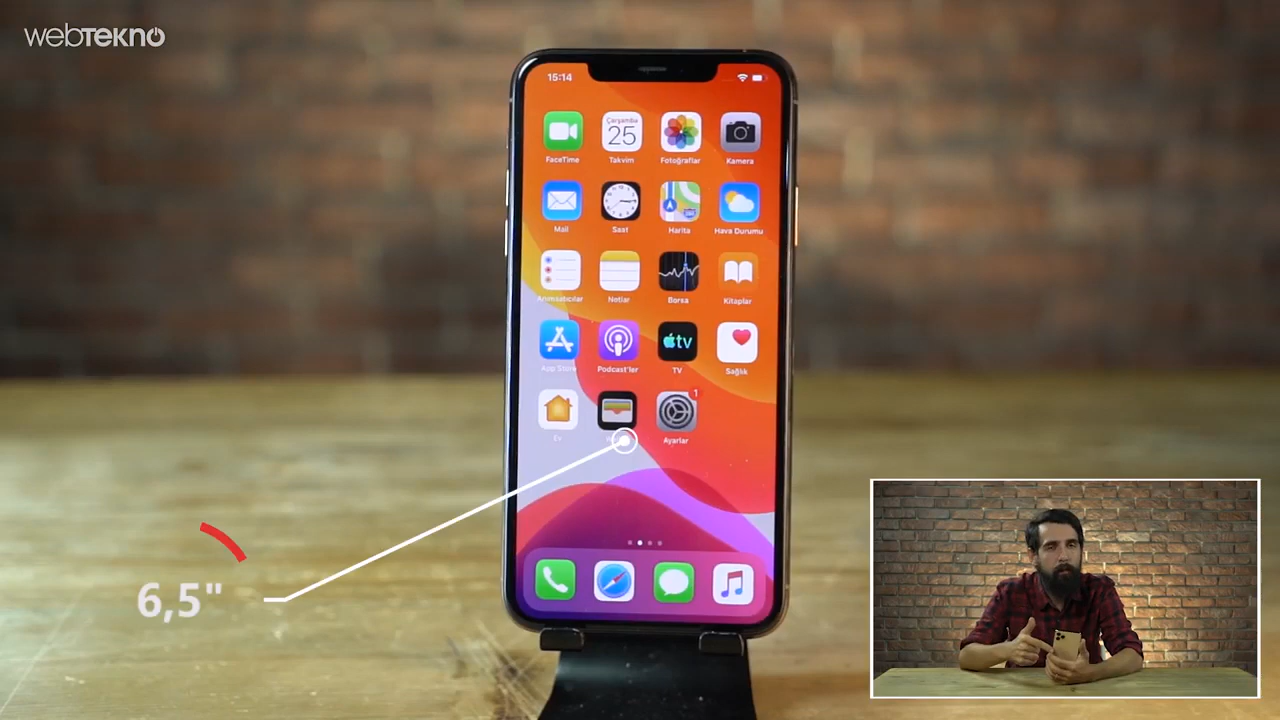 webtekno
15:14
Çarşamba
25
FaceTime Takvim Fotoğraflar Kamera
Mail Saat Harita Hava Durumu
Anımsatıcılar Notlar Borsa Kitaplar
tv
App Store Podcast'ler TV Sağlık
1
Ev Ayarlar
6,5"